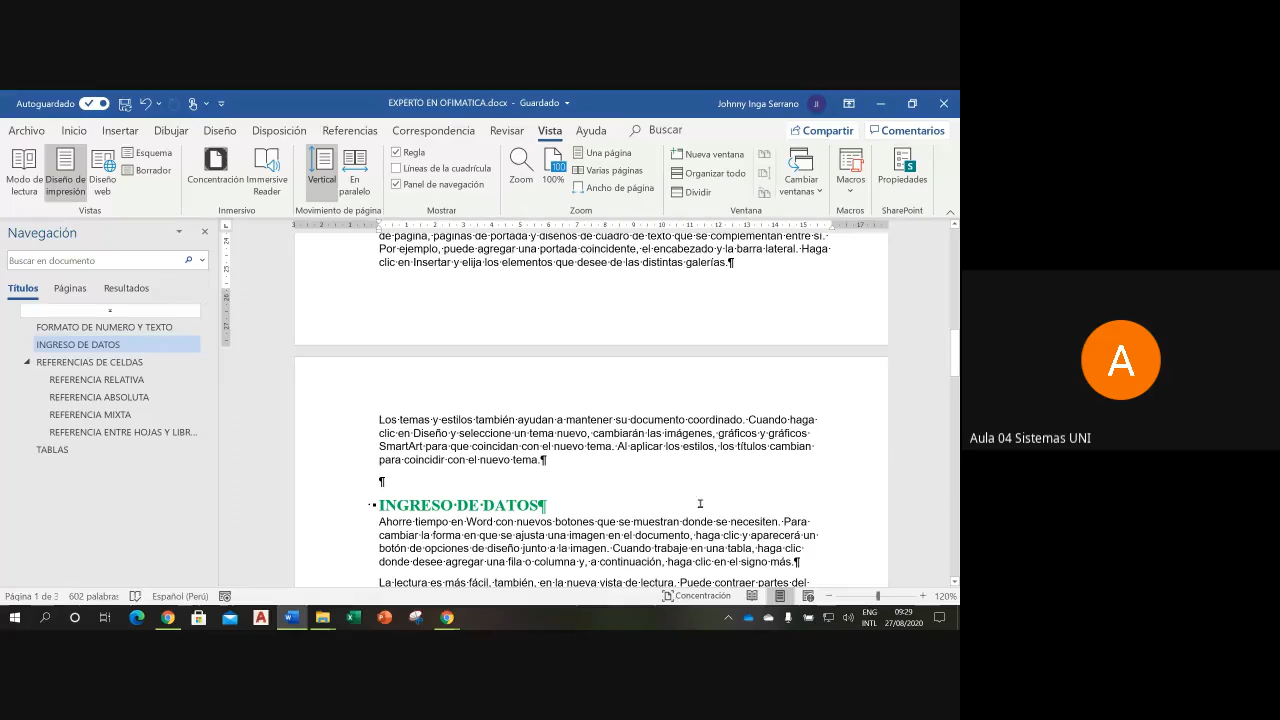 Autoguardado
EXPERTO EN OFIMATICA.docx - Guardado
Johnny Inga Serrano JI
Archivo Inicio Insertar Dibujar Diseño Disposición Referencias Correspondencia Revisar Vista Ayuda Buscar Compartir Comentarios
Modo de lectura
Diseño de impresión
Diseño web
Esquema
Borrador
Vistas
Concentración
Immersive Reader
Inmersivo
Vertical
En paralelo
Movimiento de página
Regla
Líneas de la cuadrícula
Panel de navegación
Mostrar
Zoom
100
100%
Una página
Varias páginas
Ancho de página
Zoom
Nueva ventana
Organizar todo
Dividir
Cambiar ventanas
Ventana
Macros
Macros
Propiedades
SharePoint
Navegación
Buscar en documento
Títulos Páginas Resultados
FORMATO DE NUMERO Y TEXTO
INGRESO DE DATOS
REFERENCIAS DE CELDAS
REFERENCIA RELATIVA
REFERENCIA ABSOLUTA
REFERENCIA MIXTA
REFERENCIA ENTRE HOJAS Y LIBR...
TABLAS
de·página,·páginas·de·portada·y·diseños·de·cuadro·de·texto·que·se·complementan·entre·sí.·
Por·ejemplo,·puede·agregar·una·portada·coincidente,·el·encabezado·y·la·barra·lateral.·Haga·
clic·en·Insertar·y·elija·los·elementos·que·desee·de·las·distintas·galerías.¶
Los·temas·y·estilos·también·ayudan·a·mantener·su·documento·coordinado.·Cuando·haga·
clic·en·Diseño·y·seleccione·un·tema·nuevo,·cambiarán·las·imágenes,·gráficos·y·gráficos·
SmartArt·para·que·coincidan·con·el·nuevo·tema.·Al·aplicar·los·estilos,·los·títulos·cambian·
para·coincidir·con·el·nuevo·tema.¶
¶
INGRESO·DE·DATOS¶
Ahorre·tiempo·en·Word·con·nuevos·botones·que·se·muestran·donde·se·necesiten.·Para·
cambiar·la·forma·en·que·se·ajusta·una·imagen·en·el·documento,·haga·clic·y·aparecerá·un·
botón·de·opciones·de·diseño·junto·a·la·imagen.·Cuando·trabaje·en·una·tabla,·haga·clic·
donde·desee·agregar·una·fila·o·columna·y,·a·continuación,·haga·clic·en·el·signo·más.¶
La·lectura·es·más·fácil,·también,·en·la·nueva·vista·de·lectura.·Puede·contraer·partes·del·
Página 1 de 3 602 palabras Español (Perú) Concentración 120%
ENG
INTL
09:29
27/08/2020
A
Aula 04 Sistemas UNI